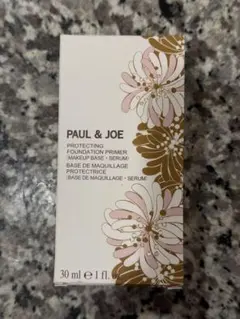 PAUL & JOE
PROTECTING
FOUNDATION PRIMER
(MAKEUP BASE • SERUM)
BASE DE MAQUILLAGE
PROTECTRICE
(BASE DE MAQUILLAGE • SERUM)
30 ml ℮ 1 fl.